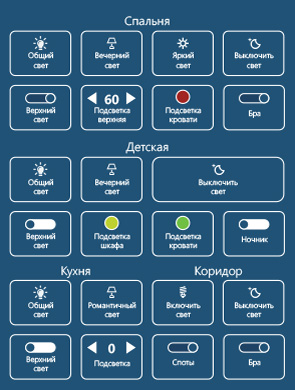 Спальня
Общий свет
Вечерний свет
Яркий свет
Выключить свет
Верхний свет
60
Подсветка верхняя
Подсветка кровати
Бра
Детская
Общий свет
Вечерний свет
Выключить свет
Верхний свет
Подсветка шкафа
Подсветка кровати
Ночник
Кухня
Коридор
Общий свет
Романтичный свет
Включить свет
Выключить свет
Верхний свет
0
Подсветка
Споты
Бра